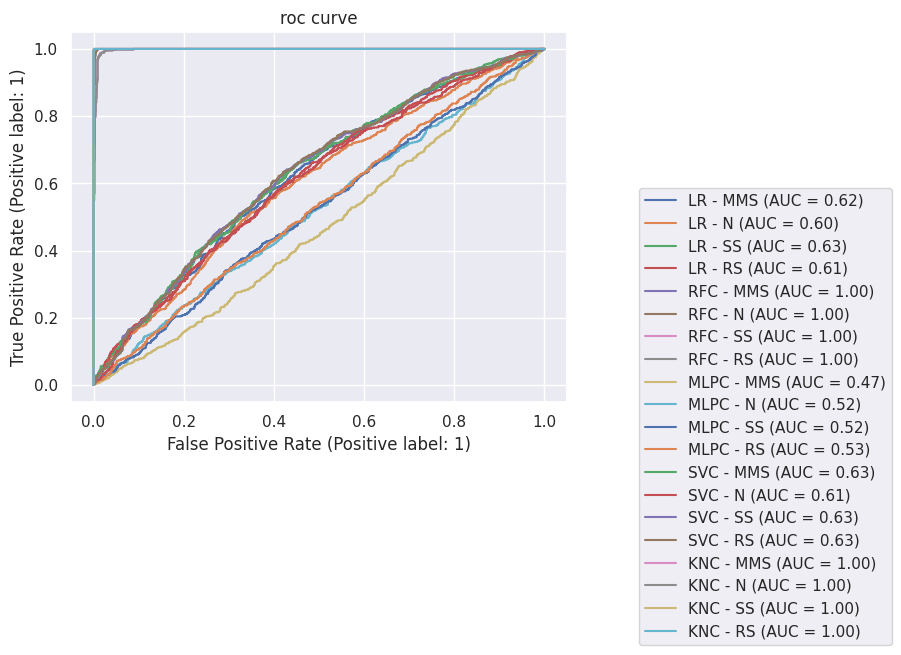 roc curve
1.0
0.8
0.6
0.4
0.2
0.0
True Positive Rate (Positive label: 1)
0.0 0.2 0.4 0.6 0.8 1.0
False Positive Rate (Positive label: 1)
LR - MMS (AUC = 0.62)
LR - N (AUC = 0.60)
LR - SS (AUC = 0.63)
LR - RS (AUC = 0.61)
RFC - MMS (AUC = 1.00)
RFC - N (AUC = 1.00)
RFC - SS (AUC = 1.00)
RFC - RS (AUC = 1.00)
MLPC - MMS (AUC = 0.47)
MLPC - N (AUC = 0.52)
MLPC - SS (AUC = 0.52)
MLPC - RS (AUC = 0.53)
SVC - MMS (AUC = 0.63)
SVC - N (AUC = 0.61)
SVC - SS (AUC = 0.63)
SVC - RS (AUC = 0.63)
KNC - MMS (AUC = 1.00)
KNC - N (AUC = 1.00)
KNC - SS (AUC = 1.00)
KNC - RS (AUC = 1.00)